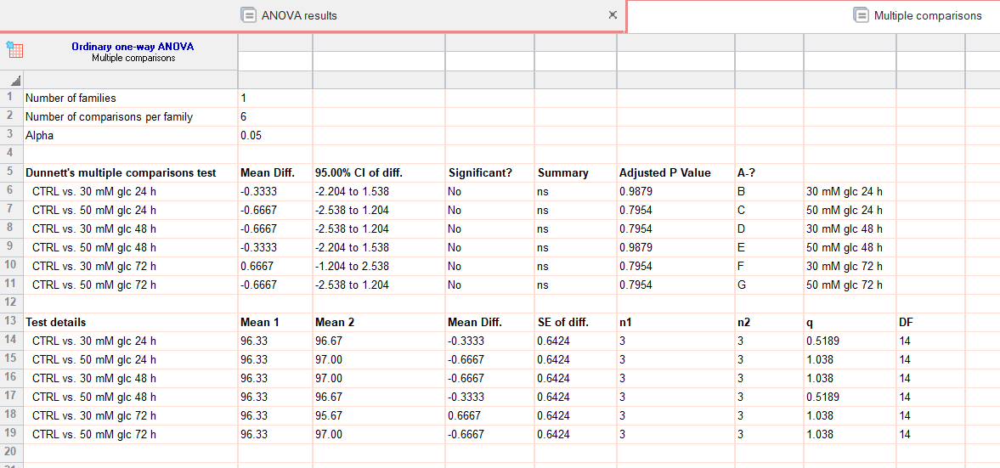 ANOVA results × Multiple comparisons
Ordinary one-way ANOVA
Multiple comparisons
1 Number of families 1
2 Number of comparisons per family 6
3 Alpha 0.05
4
5 Dunnett's multiple comparisons test Mean Diff. 95.00% CI of diff. Significant? Summary Adjusted P Value A-?
6 CTRL vs. 30 mM glc 24 h -0.3333 -2.204 to 1.538 No ns 0.9879 B 30 mM glc 24 h
7 CTRL vs. 50 mM glc 24 h -0.6667 -2.538 to 1.204 No ns 0.7954 C 50 mM glc 24 h
8 CTRL vs. 30 mM glc 48 h -0.6667 -2.538 to 1.204 No ns 0.7954 D 30 mM glc 48 h
9 CTRL vs. 50 mM glc 48 h -0.3333 -2.204 to 1.538 No ns 0.9879 E 50 mM glc 48 h
10 CTRL vs. 30 mM glc 72 h 0.6667 -1.204 to 2.538 No ns 0.7954 F 30 mM glc 72 h
11 CTRL vs. 50 mM glc 72 h -0.6667 -2.538 to 1.204 No ns 0.7954 G 50 mM glc 72 h
12
13 Test details Mean 1 Mean 2 Mean Diff. SE of diff. n1 n2 q DF
14 CTRL vs. 30 mM glc 24 h 96.33 96.67 -0.3333 0.6424 3 3 0.5189 14
15 CTRL vs. 50 mM glc 24 h 96.33 97.00 -0.6667 0.6424 3 3 1.038 14
16 CTRL vs. 30 mM glc 48 h 96.33 97.00 -0.6667 0.6424 3 3 1.038 14
17 CTRL vs. 50 mM glc 48 h 96.33 96.67 -0.3333 0.6424 3 3 0.5189 14
18 CTRL vs. 30 mM glc 72 h 96.33 95.67 0.6667 0.6424 3 3 1.038 14
19 CTRL vs. 50 mM glc 72 h 96.33 97.00 -0.6667 0.6424 3 3 1.038 14
20